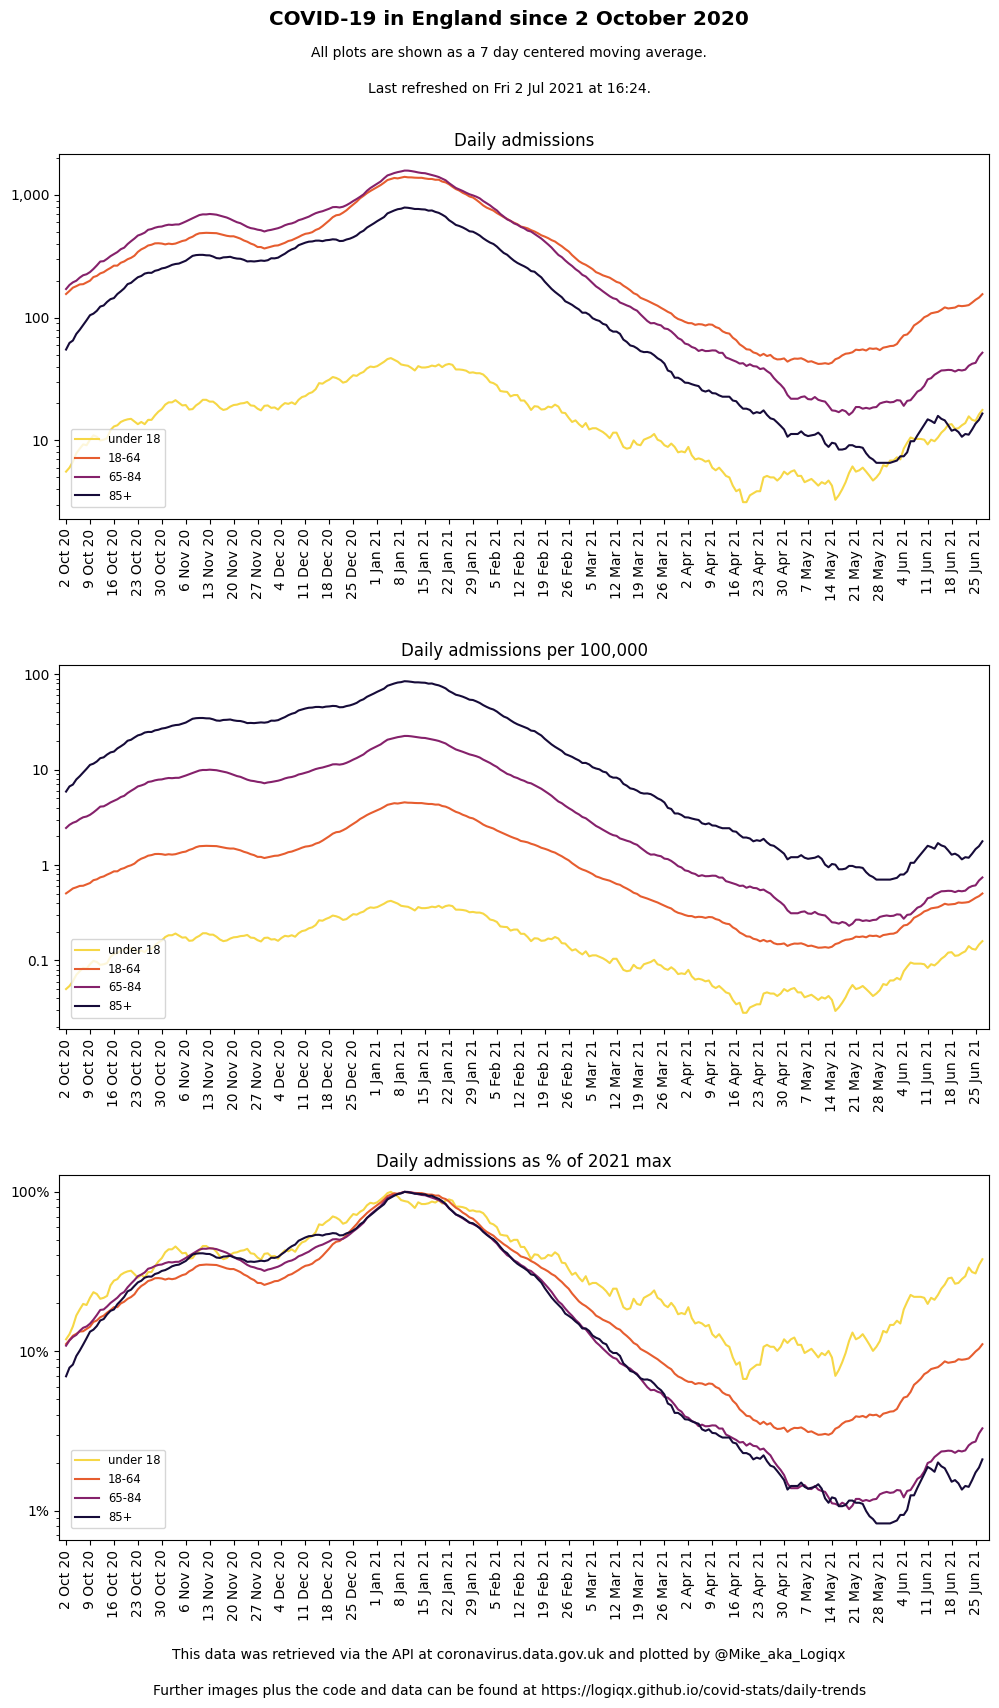 COVID-19 in England since 2 October 2020
All plots are shown as a 7 day centered moving average.
Last refreshed on Fri 2 Jul 2021 at 16:24.
Daily admissions
1,000
100
10
under 18
18-64
65-84
85+
2 Oct 20
9 Oct 20
16 Oct 20
23 Oct 20
30 Oct 20
6 Nov 20
13 Nov 20
20 Nov 20
27 Nov 20
4 Dec 20
11 Dec 20
18 Dec 20
25 Dec 20
1 Jan 21
8 Jan 21
15 Jan 21
22 Jan 21
29 Jan 21
5 Feb 21
12 Feb 21
19 Feb 21
26 Feb 21
5 Mar 21
12 Mar 21
19 Mar 21
26 Mar 21
2 Apr 21
9 Apr 21
16 Apr 21
23 Apr 21
30 Apr 21
7 May 21
14 May 21
21 May 21
28 May 21
4 Jun 21
11 Jun 21
18 Jun 21
25 Jun 21
Daily admissions per 100,000
100
10
1
0.1
under 18
18-64
65-84
85+
2 Oct 20
9 Oct 20
16 Oct 20
23 Oct 20
30 Oct 20
6 Nov 20
13 Nov 20
20 Nov 20
27 Nov 20
4 Dec 20
11 Dec 20
18 Dec 20
25 Dec 20
1 Jan 21
8 Jan 21
15 Jan 21
22 Jan 21
29 Jan 21
5 Feb 21
12 Feb 21
19 Feb 21
26 Feb 21
5 Mar 21
12 Mar 21
19 Mar 21
26 Mar 21
2 Apr 21
9 Apr 21
16 Apr 21
23 Apr 21
30 Apr 21
7 May 21
14 May 21
21 May 21
28 May 21
4 Jun 21
11 Jun 21
18 Jun 21
25 Jun 21
Daily admissions as % of 2021 max
100%
10%
1%
under 18
18-64
65-84
85+
2 Oct 20
9 Oct 20
16 Oct 20
23 Oct 20
30 Oct 20
6 Nov 20
13 Nov 20
20 Nov 20
27 Nov 20
4 Dec 20
11 Dec 20
18 Dec 20
25 Dec 20
1 Jan 21
8 Jan 21
15 Jan 21
22 Jan 21
29 Jan 21
5 Feb 21
12 Feb 21
19 Feb 21
26 Feb 21
5 Mar 21
12 Mar 21
19 Mar 21
26 Mar 21
2 Apr 21
9 Apr 21
16 Apr 21
23 Apr 21
30 Apr 21
7 May 21
14 May 21
21 May 21
28 May 21
4 Jun 21
11 Jun 21
18 Jun 21
25 Jun 21
This data was retrieved via the API at coronavirus.data.gov.uk and plotted by @Mike_aka_Logiqx
Further images plus the code and data can be found at https://logiqx.github.io/covid-stats/daily-trends